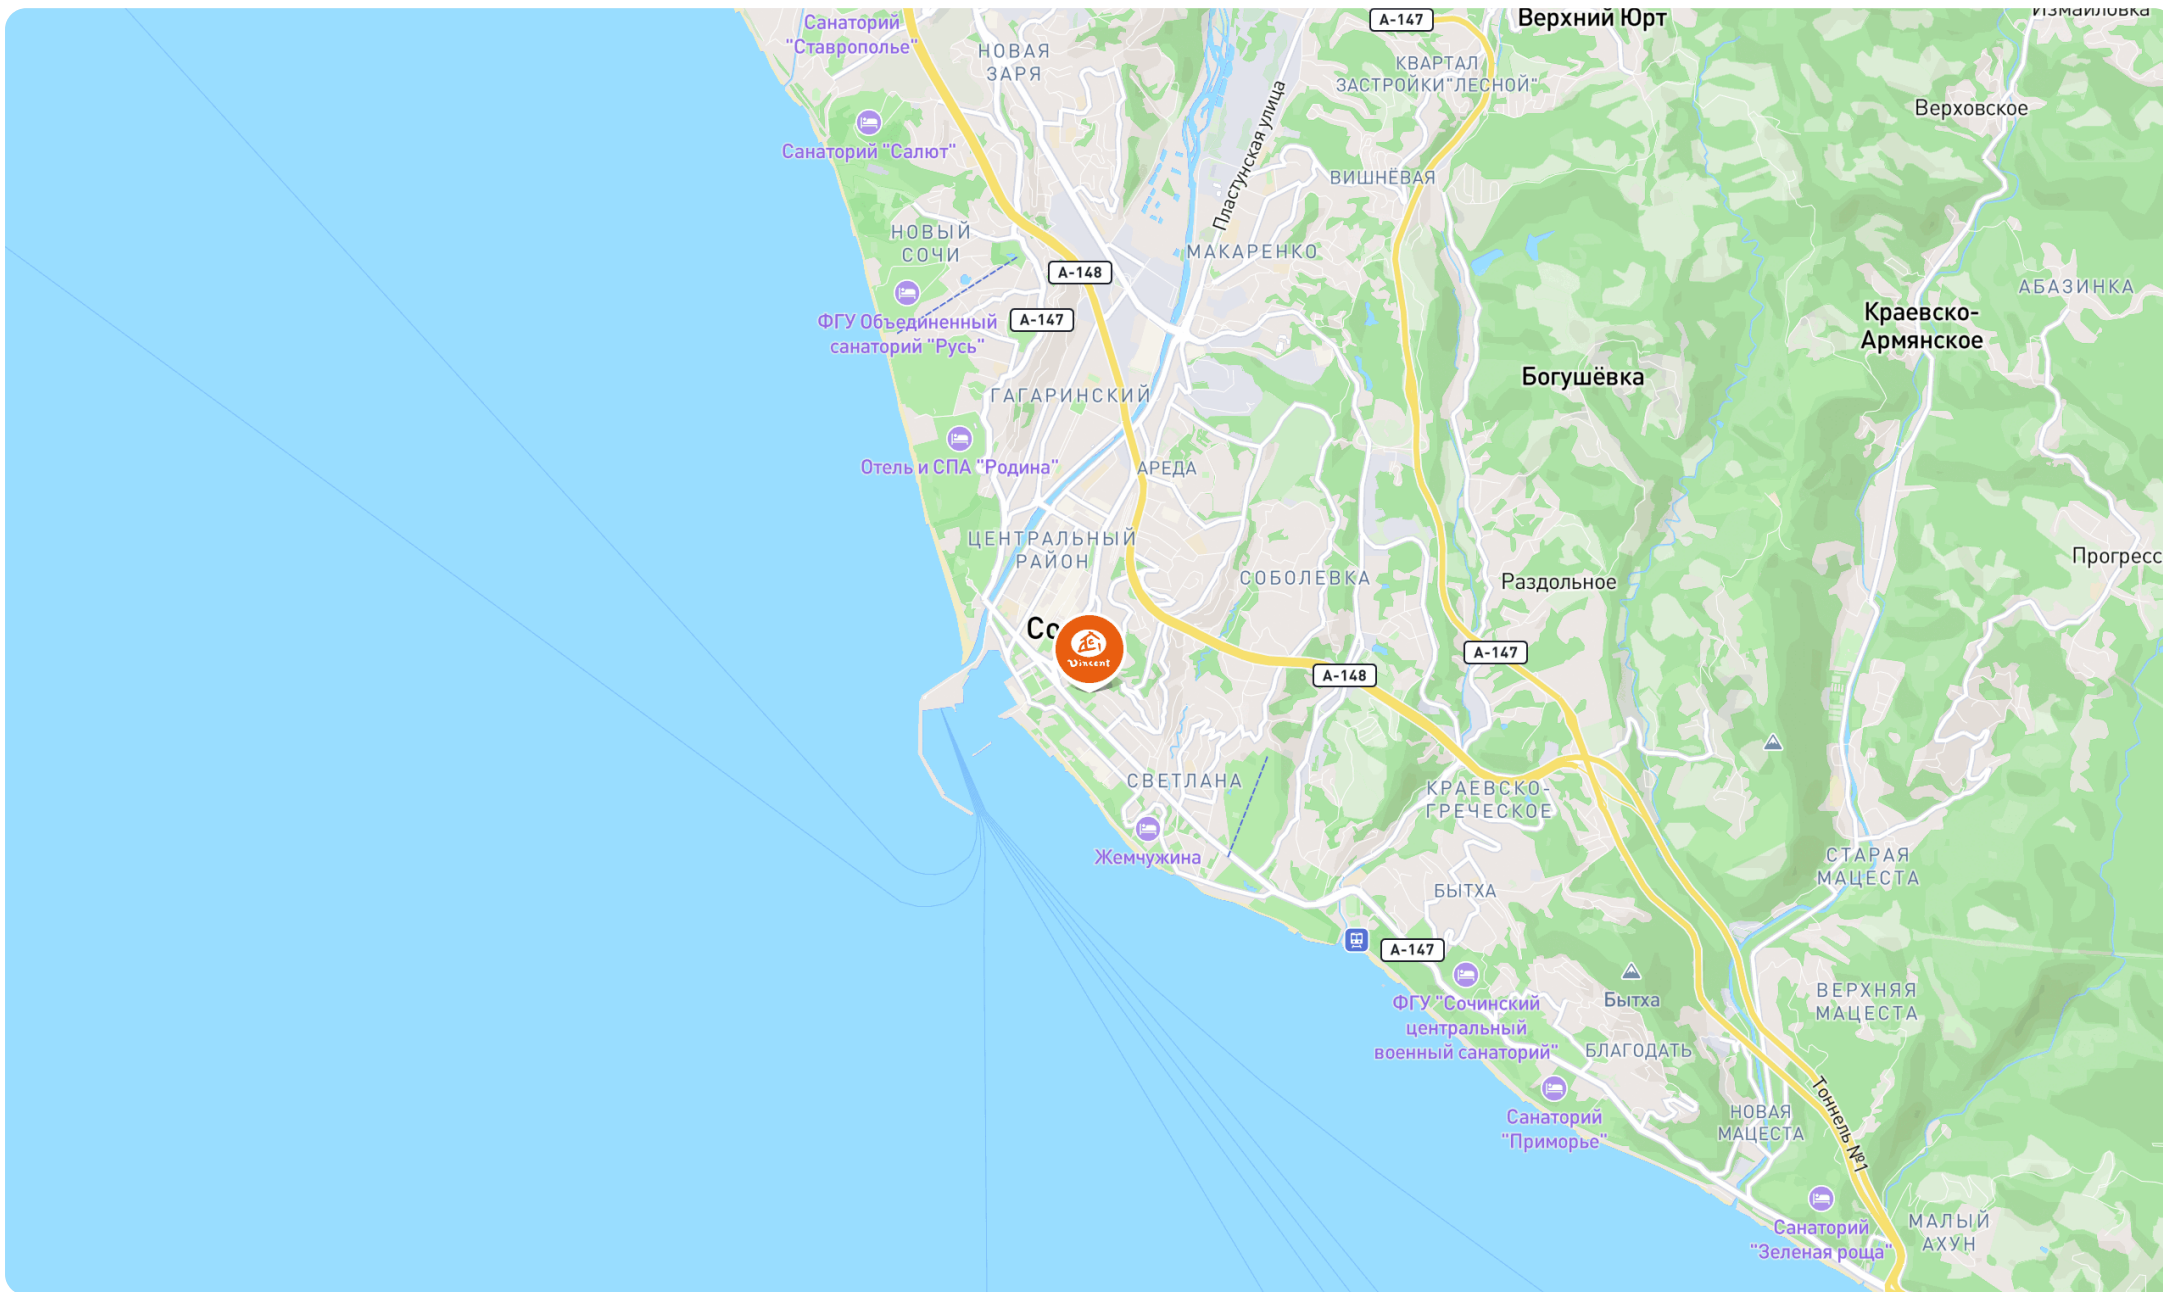 Санаторий
"Ставрополье"
НОВАЯ
ЗАРЯ
А-147
Верхний Юрт
Измайловка
КВАРТАЛ
ЗАСТРОЙКИ"ЛЕСНОЙ"
Верховское
Санаторий "Салют"
Пластунская улица
ВИШНЁВАЯ
НОВЫЙ
СОЧИ
МАКАРЕНКО
А-148
АБАЗИНКА
ФГУ Объединенный
санаторий "Русь"
А-147
Краевско-
Армянское
Богушёвка
ГАГАРИНСКИЙ
Отель и СПА "Родина"
АРЕДА
ЦЕНТРАЛЬНЫЙ
РАЙОН
Прогресс
СОБОЛЕВКА
Раздольное
Со
Vincent
А-147
А-148
СВЕТЛАНА
КРАЕВСКО-
ГРЕЧЕСКОЕ
Жемчужина
СТАРАЯ
МАЦЕСТА
БЫТХА
А-147
ФГУ "Сочинский
центральный
военный санаторий"
Бытха
ВЕРХНЯЯ
МАЦЕСТА
БЛАГОДАТЬ
Санаторий
"Приморье"
НОВАЯ
МАЦЕСТА
Тоннель №1
Санаторий
"Зеленая роща"
МАЛЫЙ
АХУН